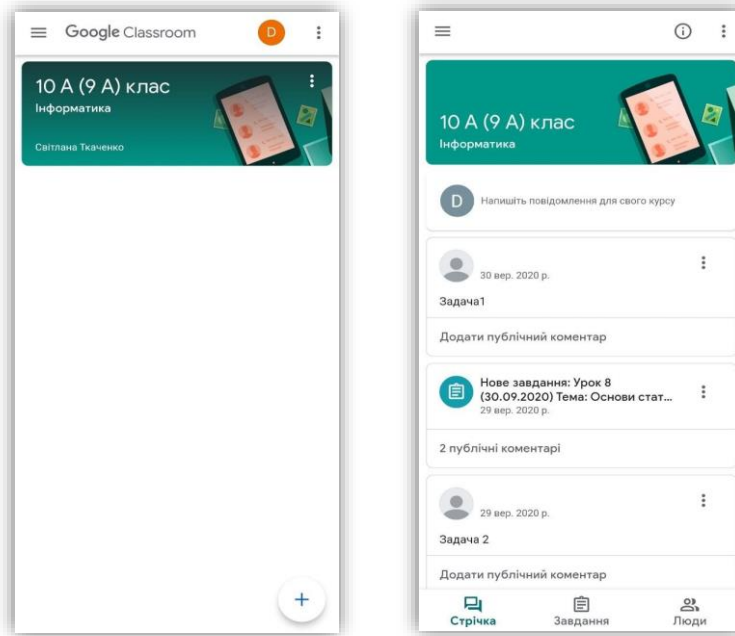 Google Classroom
D
10 А (9 А) клас
Інформатика
Світлана Ткаченко
+
10 А (9 А) клас
Інформатика
D
Напишіть повідомлення для свого курсу
30 вер. 2020 р.
Задача1
Додати публічний коментар
Нове завдання: Урок 8
(30.09.2020) Тема: Основи стат...
29 вер. 2020 р.
2 публічні коментарі
29 вер. 2020 р.
Задача 2
Додати публічний коментар
Стрічка
Завдання
Люди